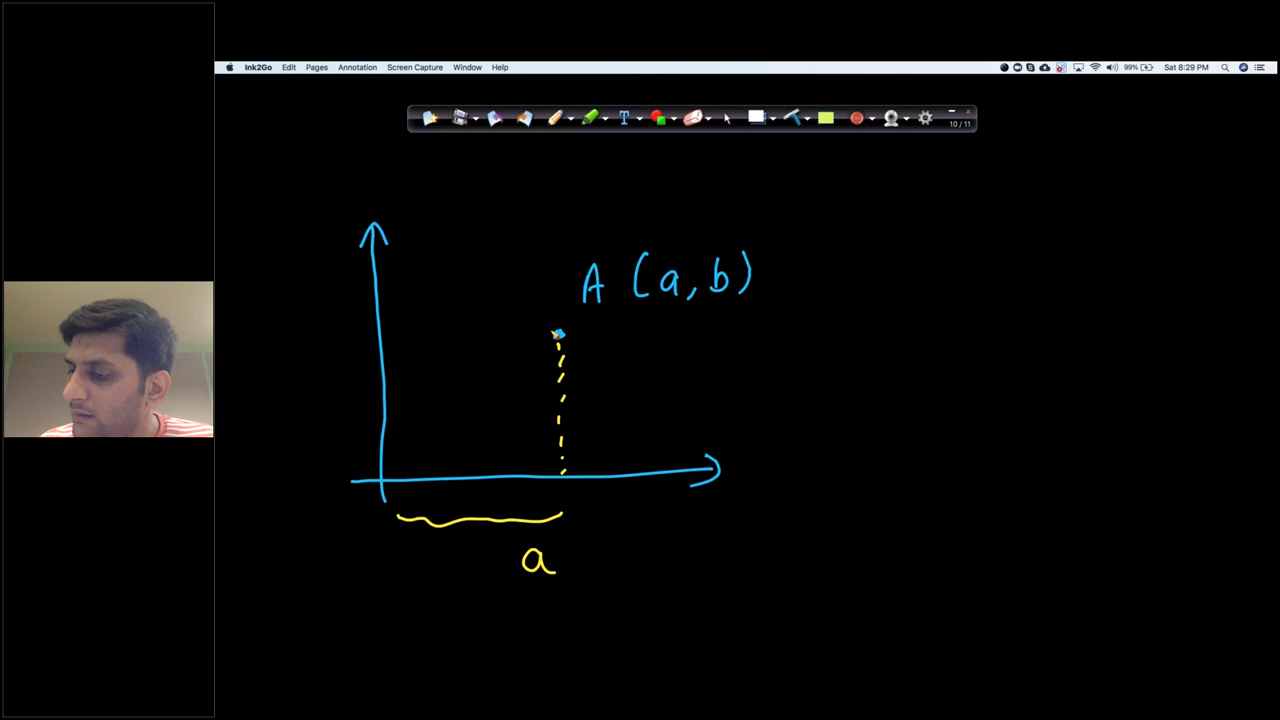 Ink2Go Edit Pages Annotation Screen Capture Window Help 99% Sat 8:29 PM
T
10 / 11
A (a, b)
a